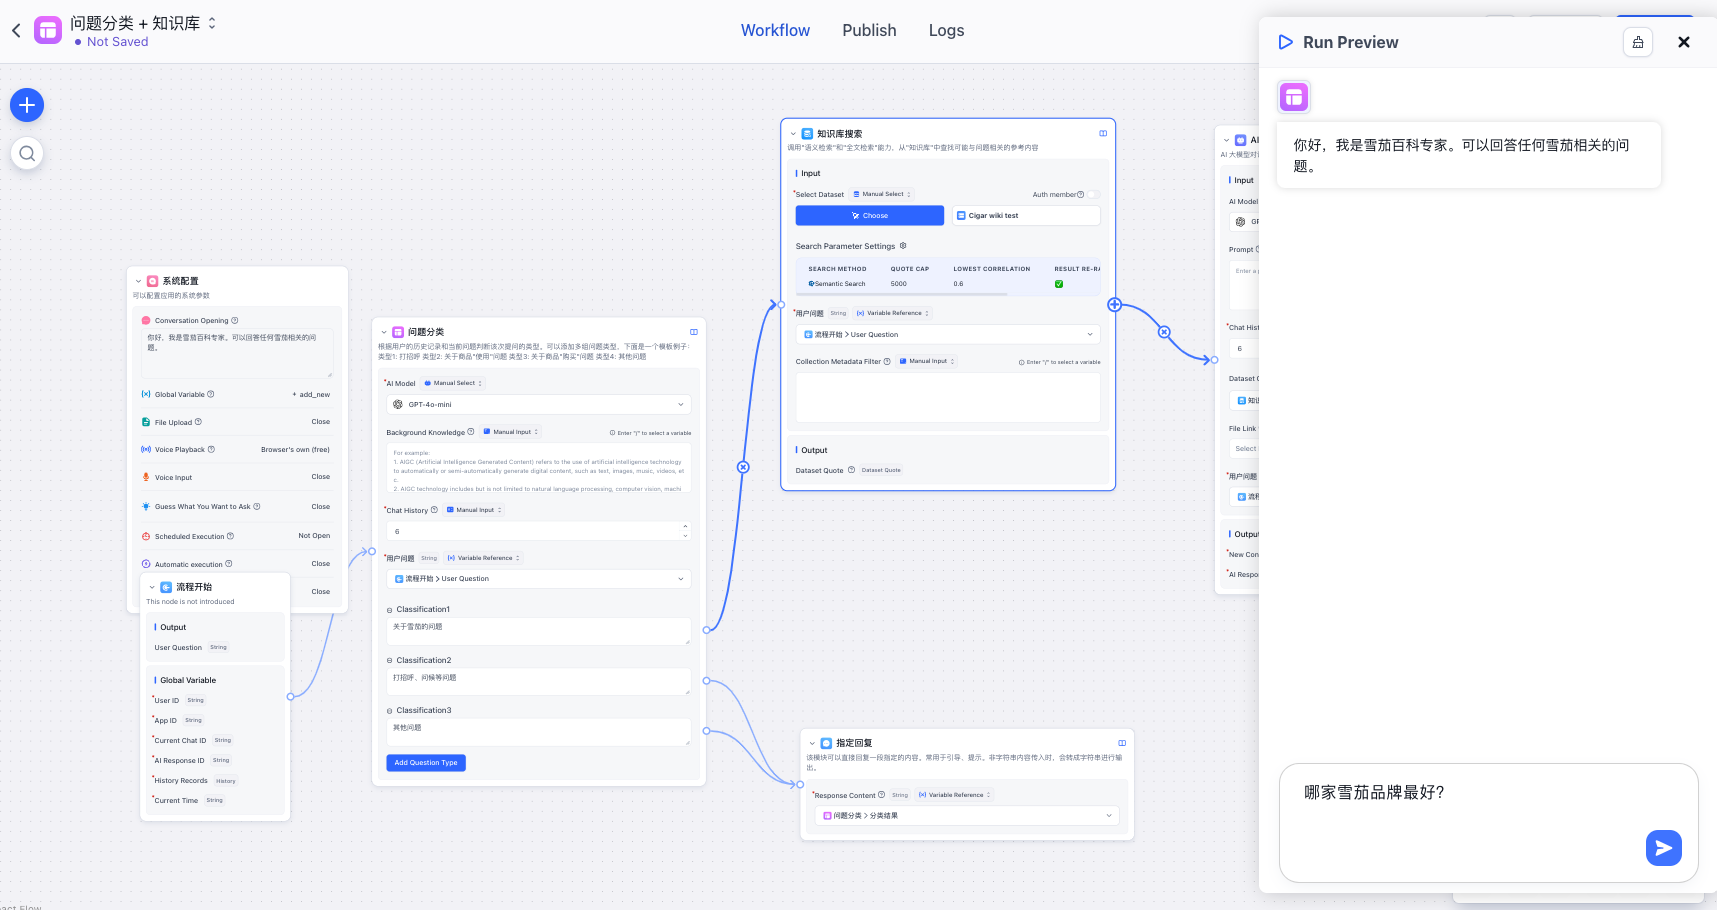 问题分类 + 知识库
Not Saved
Workflow
Publish
Logs
Run Preview
你好，我是雪茄百科专家。可以回答任何雪茄相关的问
题。
哪家雪茄品牌最好?
系统配置
可以配置应用的系统参数
Conversation Opening
你好，我是雪茄百科专家。可以回答任何雪茄相关的问
题。
Global Variable
+ add_new
File Upload
Close
Voice Playback
Browser's own (free)
Voice Input
Close
Guess What You Want to Ask
Close
Scheduled Execution
Not Open
Automatic execution
Close
Close
流程开始
This node is not introduced
Output
User Question String
Global Variable
*User ID String
*App ID String
*Current Chat ID String
*AI Response ID String
*History Records History
*Current Time String
问题分类
根据用户的历史记录和当前问题判断该次提问的类型。可以添加多组问题类型，下面是一个模板例子：
类型1: 打招呼 类型2: 关于商品"使用"问题 类型3: 关于商品"购买"问题 类型4: 其他问题
*AI Model Manual Select
GPT-4o-mini
Background Knowledge Manual Input
Enter "/" to select a variable
For example:
1. AIGC (Artificial Intelligence Generated Content) refers to the use of artificial intelligence technology
to automatically or semi-automatically generate digital content, such as text, images, music, videos, et
c.
2. AIGC technology includes but is not limited to natural language processing, computer vision, machi
*Chat History Manual Input
6
*用户问题 String Variable Reference
流程开始 > User Question
Classification1
关于雪茄的问题
Classification2
打招呼、问候等问题
Classification3
其他问题
Add Question Type
知识库搜索
调用"语义检索"和"全文检索"能力，从"知识库"中查找可能与问题相关的参考内容
Input
*Select Dataset Manual Select
Auth member
Choose
Cigar wiki test
Search Parameter Settings
SEARCH METHOD
QUOTE CAP
LOWEST CORRELATION
RESULT RE-RA
Semantic Search
5000
0.6
*用户问题 String Variable Reference
流程开始 > User Question
Collection Metadata Filter Manual Input
Enter "/" to select a variable
Output
Dataset Quote Dataset Quote
指定回复
该模块可以直接回复一段指定的内容。常用于引导、提示。非字符串内容传入时，会转成字符串进行输
出。
*Response Content String Variable Reference
问题分类 > 分类结果
AI
AI 大模型对
Input
AI Model
GP
Prompt
Enter a p
*Chat Hist
6
Dataset Q
知识
File Link
Select
*用户问题
流程
Output
*New Con
*AI Respo
act Flow